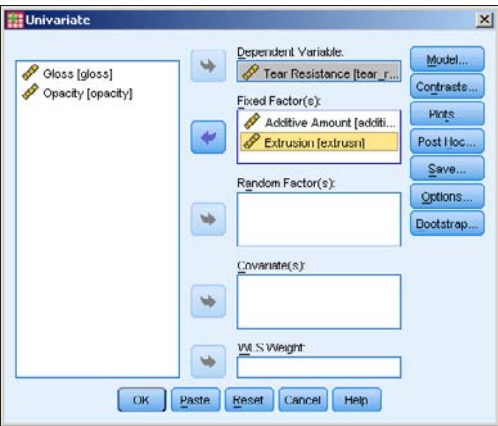 Univariate
Gloss [gloss]
Opacity [opacity]
Dependent Variable:
Tear Resistance [tear_r...
Fixed Factor(s):
Additive Amount [additi...
Extrusion [extrusn]
Random Factor(s):
Covariate(s):
WLS Weight:
Model...
Contrasts...
Plots
Post Hoc...
Save...
Options...
Bootstrap...
OK
Paste
Reset
Cancel
Help